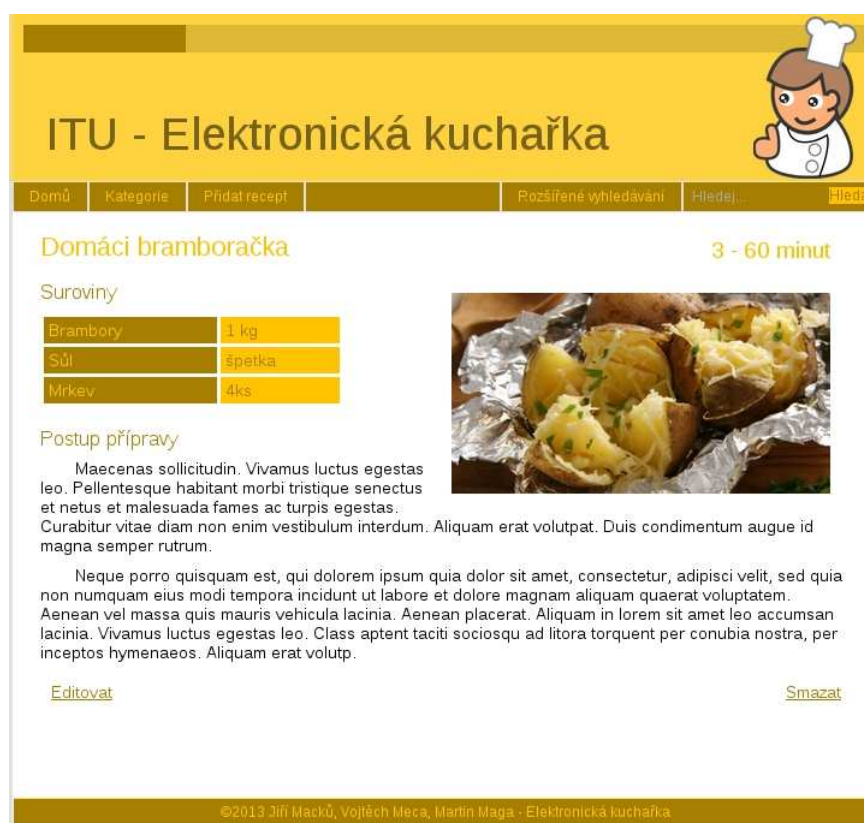 ITU - Elektronická kuchařka
Domů Kategorie Přidat recept Rozšířené vyhledávání Hledej...
Domáci bramboračka 3 - 60 minut
Suroviny
Brambory 1 kg
Sůl špetka
Mrkev 4ks
Postup přípravy
Maecenas sollicitudin. Vivamus luctus egestas
leo. Pellentesque habitant morbi tristique senectus
et netus et malesuada fames ac turpis egestas.
Curabitur vitae diam non enim vestibulum interdum. Aliquam erat volutpat. Duis condimentum augue id
magna semper rutrum.
Neque porro quisquam est, qui dolorem ipsum quia dolor sit amet, consectetur, adipisci velit, sed quia
non numquam eius modi tempora incidunt ut labore et dolore magnam aliquam quaerat voluptatem.
Aenean vel massa quis mauris vehicula lacinia. Aenean placerat. Aliquam in lorem sit amet leo accumsan
lacinia. Vivamus luctus egestas leo. Class aptent taciti sociosqu ad litora torquent per conubia nostra, per
inceptos hymenaeos. Aliquam erat volutp.
Editovat Smazat
©2013 Jiří Macků, Vojtěch Meca, Martin Maga - Elektronická kuchařka